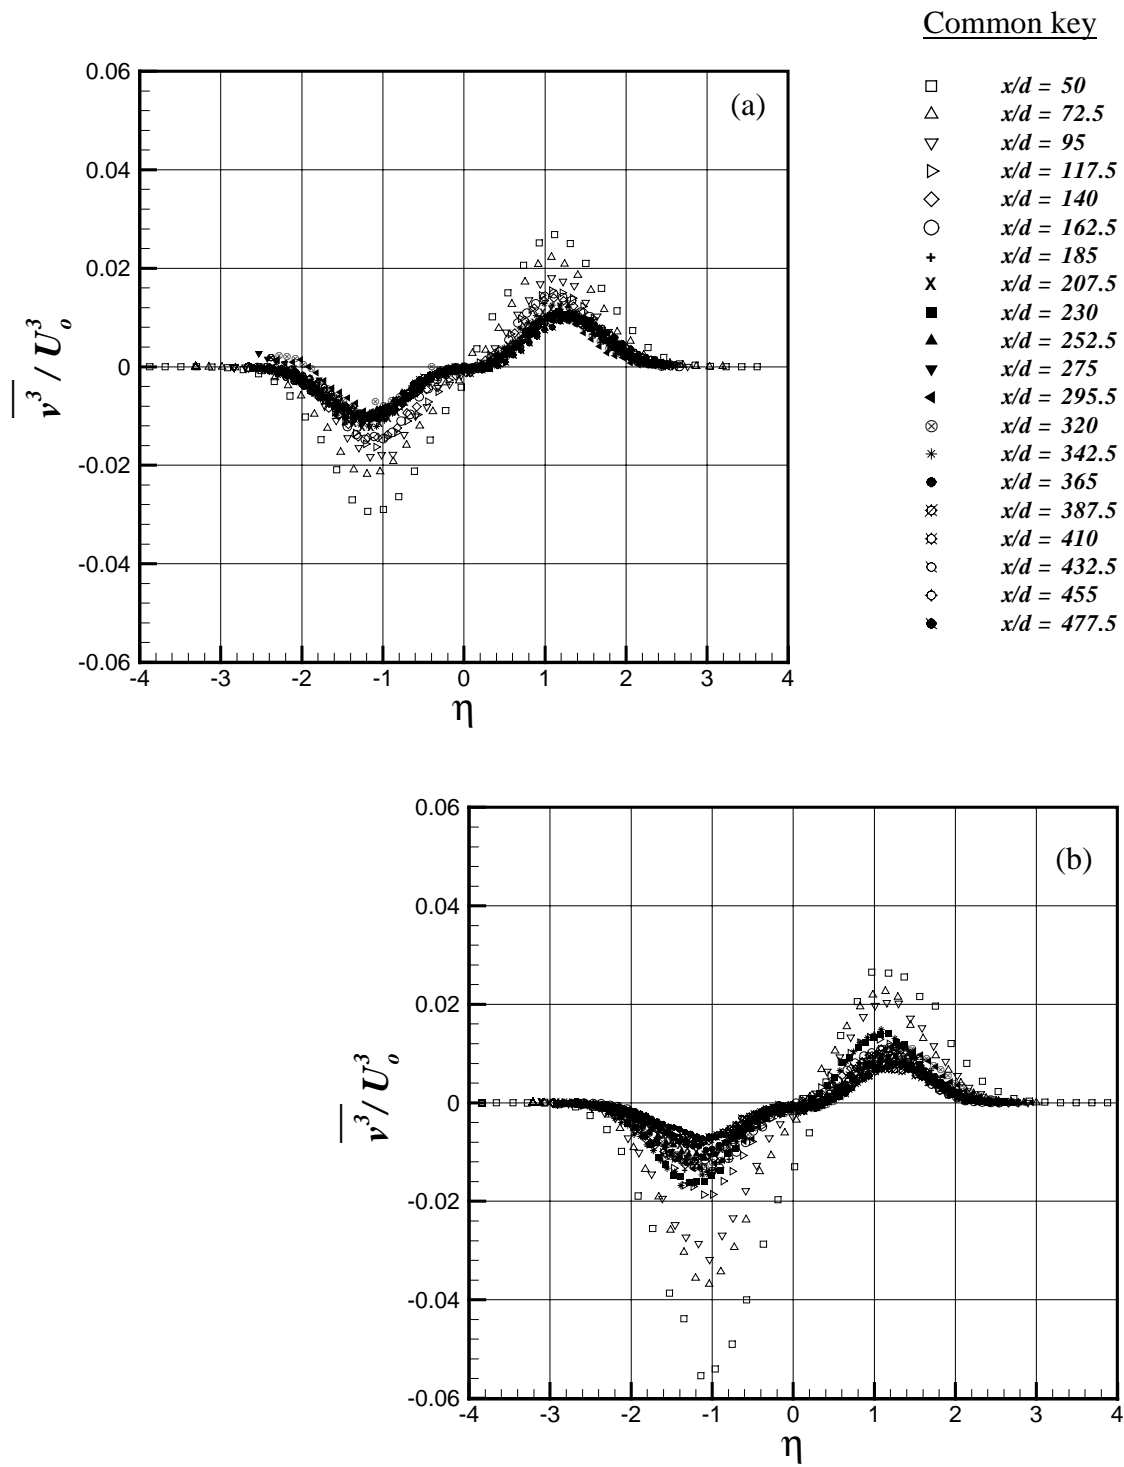 Common key
x/d = 50
x/d = 72.5
x/d = 95
x/d = 117.5
x/d = 140
x/d = 162.5
x/d = 185
x/d = 207.5
x/d = 230
x/d = 252.5
x/d = 275
x/d = 295.5
x/d = 320
x/d = 342.5
x/d = 365
x/d = 387.5
x/d = 410
x/d = 432.5
x/d = 455
x/d = 477.5
(a)
0.06
0.04
0.02
0
-0.02
-0.04
-0.06
-4 -3 -2 -1 0 1 2 3 4
η
v³ / U³ₒ
(b)
0.06
0.04
0.02
0
-0.02
-0.04
-0.06
-4 -3 -2 -1 0 1 2 3 4
η
v³ / U³ₒ